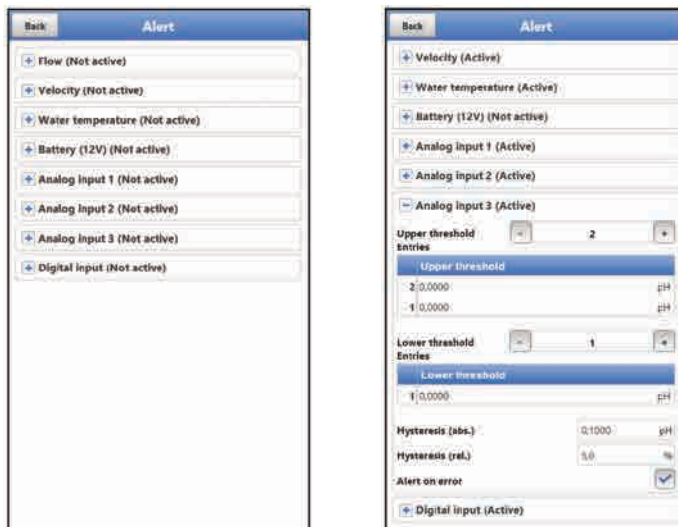 Back Alert
+ Flow (Not active)
+ Velocity (Not active)
+ Water temperature (Not active)
+ Battery (12V) (Not active)
+ Analog input 1 (Not active)
+ Analog input 2 (Not active)
+ Analog input 3 (Not active)
+ Digital input (Not active)
Back Alert
+ Velocity (Active)
+ Water temperature (Active)
+ Battery (12V) (Not active)
+ Analog input 1 (Active)
+ Analog input 2 (Active)
- Analog input 3 (Active)
Upper threshold - 2 +
Entries
Upper threshold
2 0,0000 pH
1 0,0000 pH
Lower threshold - 1 +
Entries
Lower threshold
1 0,0000 pH
Hysteresis (abs.) 0,1000 pH
Hysteresis (rel.) 5,0 %
Alert on error
+ Digital input (Active)